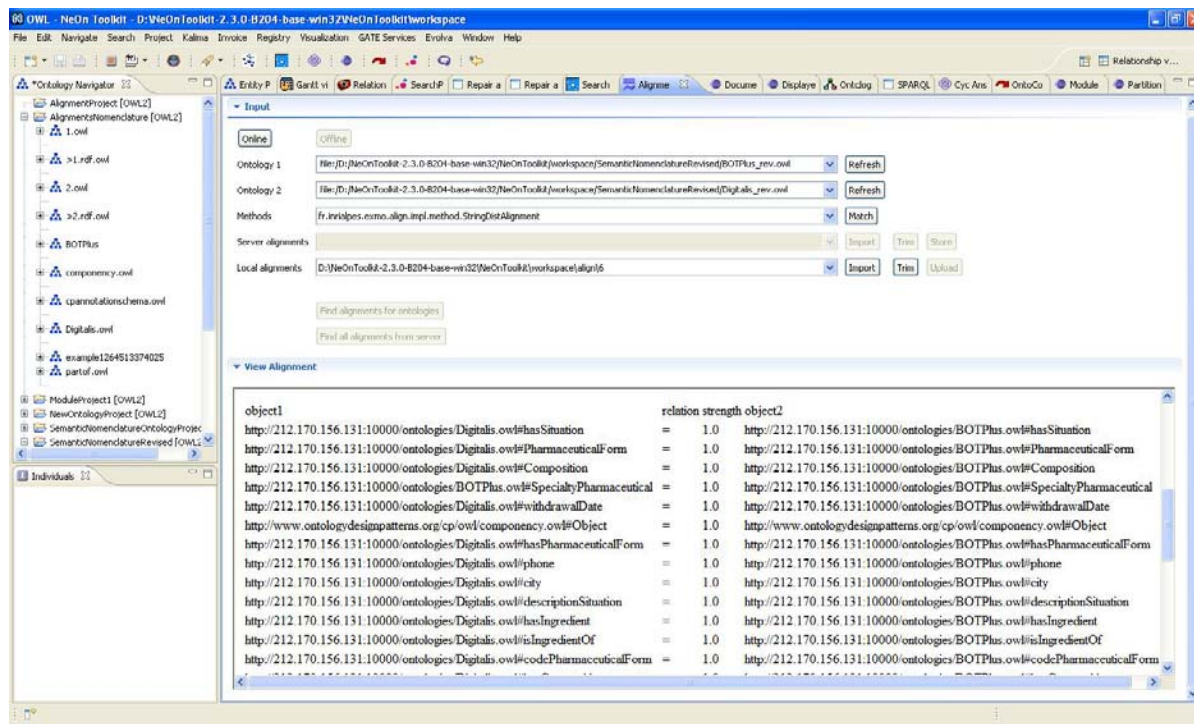 OWL - NeOn Toolkit - D:\NeOnToolkit-2.3.0-B204-base-win32\NeOnToolkit\workspace
File Edit Navigate Search Project Kalima Invoice Registry Visualization GATE Services Evolva Window Help
Relationship v...
*Ontology Navigator
Entity P Gantt vi Relation SearchP Repair a Repair a Search Alignme Docume Displaye Ontolog SPARQL Cyc Ans OntoCo Module Partition
AlignmentProject [OWL2]
AlignmentsNomenclature [OWL2]
1.owl
>1.rdf.owl
2.owl
>2.rdf.owl
BOTPlus
componency.owl
cpannotationschema.owl
Digitalis.owl
example1264513374025
partof.owl
ModuleProject1 [OWL2]
NewOntologyProject [OWL2]
SemanticNomenclatureOntologyProjec
SemanticNomenclatureRevised [OWL2
Individuals
Input
Online Offline
Ontology 1 file:/D:/NeOnToolkit-2.3.0-B204-base-win32/NeOnToolkit/workspace/SemanticNomenclatureRevised/BOTPlus_rev.owl Refresh
Ontology 2 file:/D:/NeOnToolkit-2.3.0-B204-base-win32/NeOnToolkit/workspace/SemanticNomenclatureRevised/Digitalis_rev.owl Refresh
Methods fr.inrialpes.exmo.align.impl.method.StringDistAlignment Match
Server alignments Import Trim Store
Local alignments D:\NeOnToolkit-2.3.0-B204-base-win32\NeOnToolkit\workspace\align\6 Import Trim Upload
Find alignments for ontologies
Find all alignments from server
View Alignment
object1 relation strength object2
http://212.170.156.131:10000/ontologies/Digitalis.owl#hasSituation = 1.0 http://212.170.156.131:10000/ontologies/BOTPlus.owl#hasSituation
http://212.170.156.131:10000/ontologies/Digitalis.owl#PharmaceuticalForm = 1.0 http://212.170.156.131:10000/ontologies/BOTPlus.owl#PharmaceuticalForm
http://212.170.156.131:10000/ontologies/Digitalis.owl#Composition = 1.0 http://212.170.156.131:10000/ontologies/BOTPlus.owl#Composition
http://212.170.156.131:10000/ontologies/BOTPlus.owl#SpecialtyPharmaceutical = 1.0 http://212.170.156.131:10000/ontologies/BOTPlus.owl#SpecialtyPharmaceutical
http://212.170.156.131:10000/ontologies/Digitalis.owl#withdrawalDate = 1.0 http://212.170.156.131:10000/ontologies/BOTPlus.owl#withdrawalDate
http://www.ontologydesignpatterns.org/cp/owl/componency.owl#Object = 1.0 http://www.ontologydesignpatterns.org/cp/owl/componency.owl#Object
http://212.170.156.131:10000/ontologies/Digitalis.owl#hasPharmaceuticalForm = 1.0 http://212.170.156.131:10000/ontologies/BOTPlus.owl#hasPharmaceuticalForm
http://212.170.156.131:10000/ontologies/Digitalis.owl#phone = 1.0 http://212.170.156.131:10000/ontologies/BOTPlus.owl#phone
http://212.170.156.131:10000/ontologies/Digitalis.owl#city = 1.0 http://212.170.156.131:10000/ontologies/BOTPlus.owl#city
http://212.170.156.131:10000/ontologies/Digitalis.owl#descriptionSituation = 1.0 http://212.170.156.131:10000/ontologies/BOTPlus.owl#descriptionSituation
http://212.170.156.131:10000/ontologies/Digitalis.owl#hasIngredient = 1.0 http://212.170.156.131:10000/ontologies/BOTPlus.owl#hasIngredient
http://212.170.156.131:10000/ontologies/Digitalis.owl#isIngredientOf = 1.0 http://212.170.156.131:10000/ontologies/BOTPlus.owl#isIngredientOf
http://212.170.156.131:10000/ontologies/Digitalis.owl#codePharmaceuticalForm = 1.0 http://212.170.156.131:10000/ontologies/BOTPlus.owl#codePharmaceuticalForm